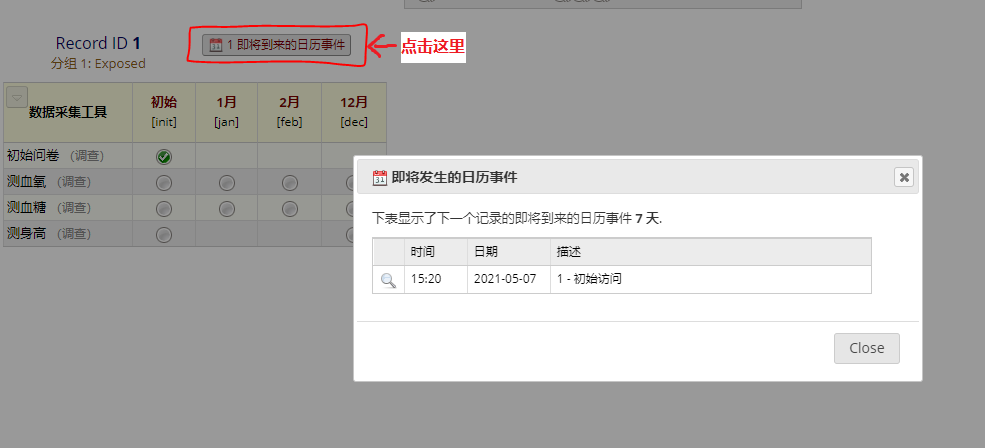 Record ID 1
1 即将到来的日历事件
点击这里
分组 1: Exposed
数据采集工具
初始
[init]
1月
[jan]
2月
[feb]
12月
[dec]
初始问卷 (调查)
测血氧 (调查)
测血糖 (调查)
测身高 (调查)
即将发生的日历事件
下表显示了下一个记录的即将到来的日历事件 7 天.
时间 日期 描述
15:20 2021-05-07 1 - 初始访问
Close